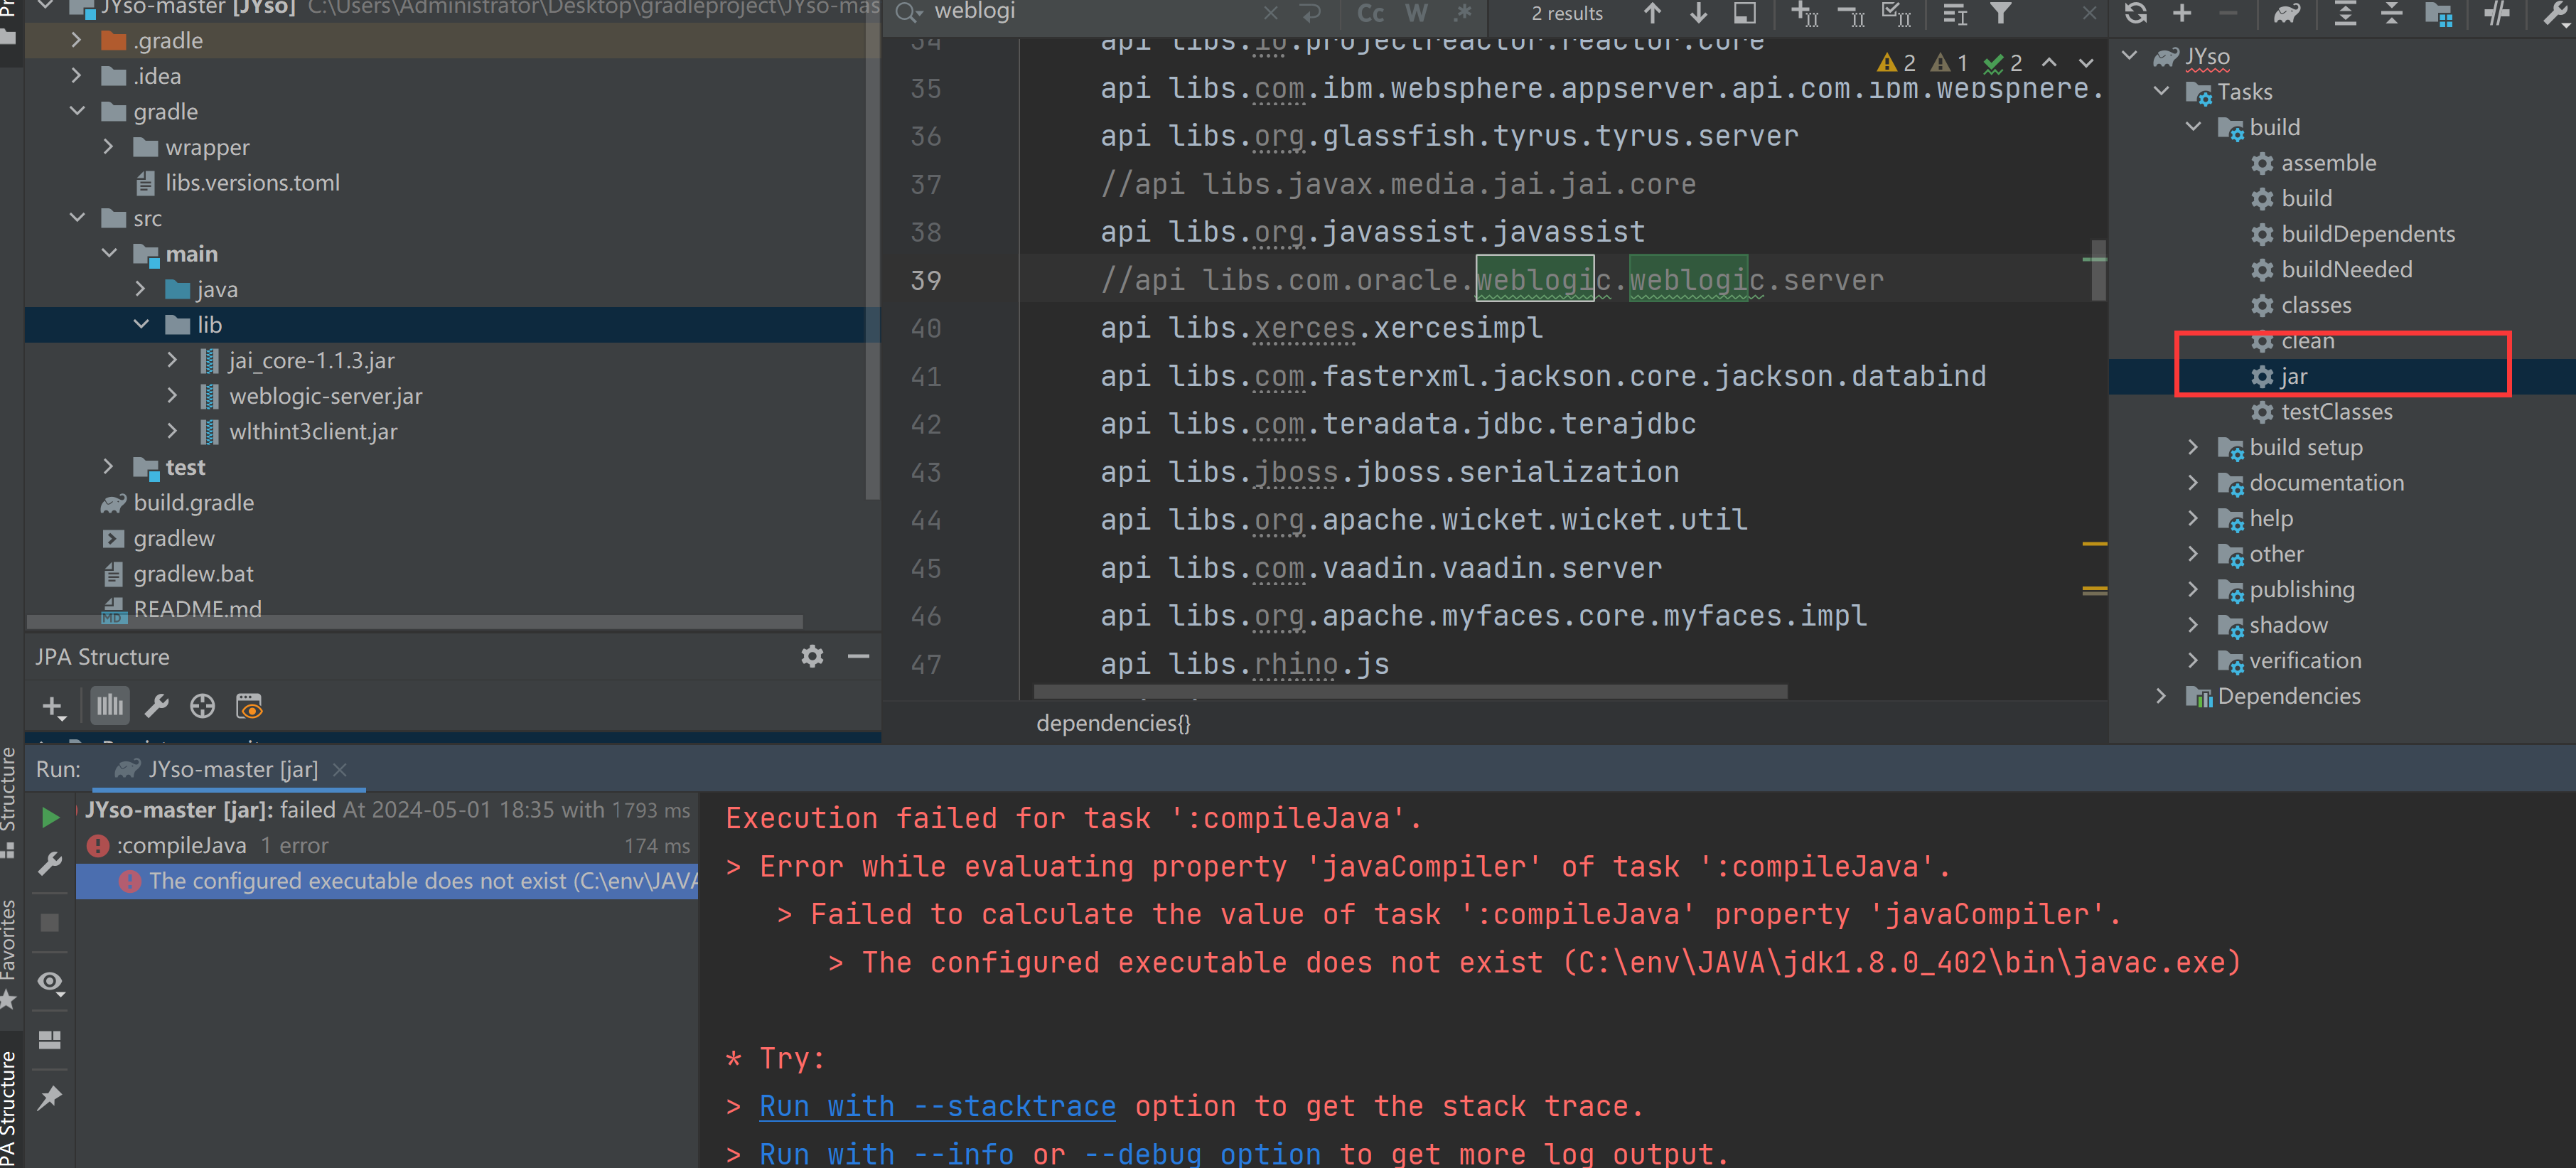 JYso-master [JYso] C:\Users\Administrator\Desktop\gradleproject\JYso-mas
.gradle
.idea
gradle
wrapper
libs.versions.toml
src
main
java
lib
jai_core-1.1.3.jar
weblogic-server.jar
wlthint3client.jar
test
build.gradle
gradlew
gradlew.bat
README.md
JPA Structure
weblogi
Cc W .*
2 results
34 api libs.io.projectreactor.reactor.core
2 1 2
35 api libs.com.ibm.websphere.appserver.api.com.ibm.websphere.
36 api libs.org.glassfish.tyrus.tyrus.server
37 //api libs.javax.media.jai.jai.core
38 api libs.org.javassist.javassist
39 //api libs.com.oracle.weblogic.weblogic.server
40 api libs.xerces.xercesimpl
41 api libs.com.fasterxml.jackson.core.jackson.databind
42 api libs.com.teradata.jdbc.terajdbc
43 api libs.jboss.jboss.serialization
44 api libs.org.apache.wicket.wicket.util
45 api libs.com.vaadin.vaadin.server
46 api libs.org.apache.myfaces.core.myfaces.impl
47 api libs.rhino.js
dependencies{}
JYso
Tasks
build
assemble
build
buildDependents
buildNeeded
classes
clean
jar
testClasses
build setup
documentation
help
other
publishing
shadow
verification
Dependencies
Run: JYso-master [jar]
JYso-master [jar]: failed At 2024-05-01 18:35 with 1793 ms
:compileJava 1 error 174 ms
The configured executable does not exist (C:\env\JAVA
Execution failed for task ':compileJava'.
> Error while evaluating property 'javaCompiler' of task ':compileJava'.
> Failed to calculate the value of task ':compileJava' property 'javaCompiler'.
> The configured executable does not exist (C:\env\JAVA\jdk1.8.0_402\bin\javac.exe)
* Try:
> Run with --stacktrace option to get the stack trace.
> Run with --info or --debug option to get more log output.
Structure
Favorites
PA Structure